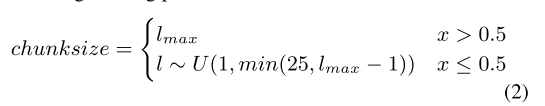 chunksize = { l_max x > 0.5
l ∼ U(1, min(25, l_max − 1)) x ≤ 0.5
(2)